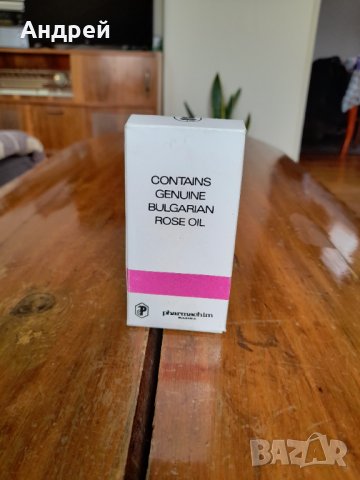 Андрей
CONTAINS
GENUINE
BULGARIAN
ROSE OIL
P
pharmachim
BAZAR